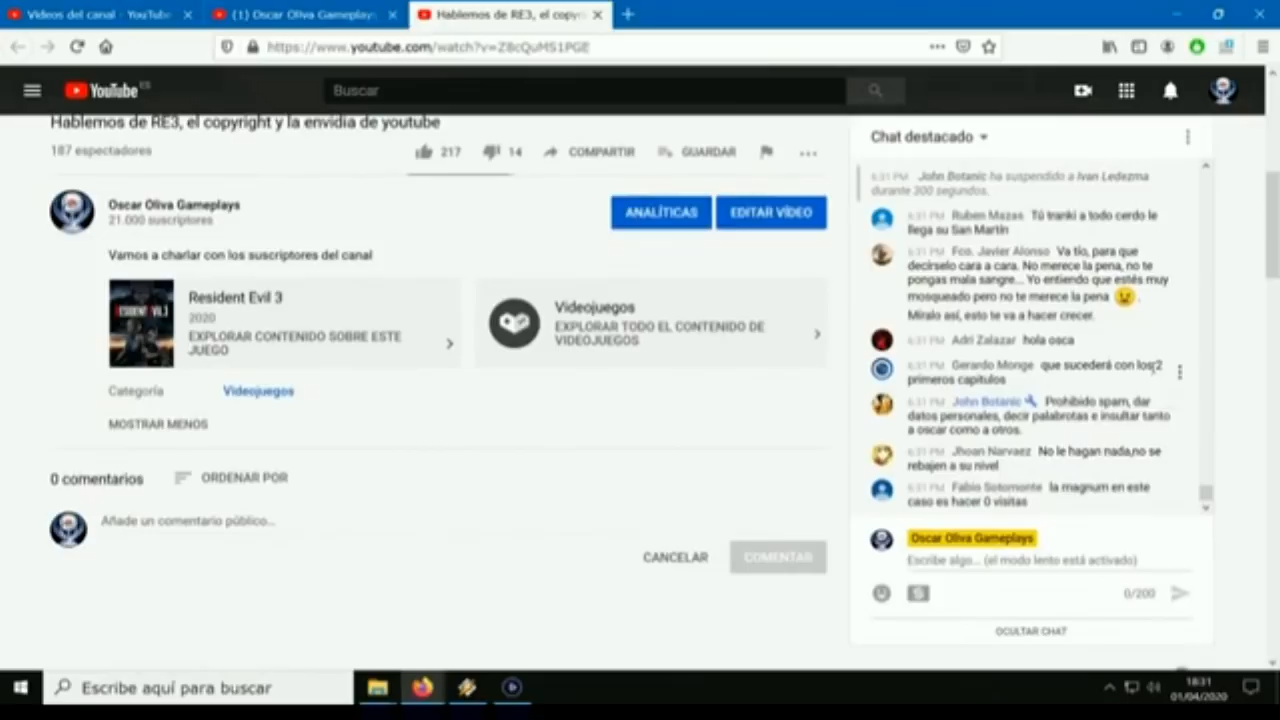 Videos del canal - YouTube
(1) Oscar Oliva Gameplays
Hablemos de RE3, el copyri
https://www.youtube.com/watch?v=Z8cQuMS1PGE
YouTube ES
Buscar
Hablemos de RE3, el copyright y la envidia de youtube
187 espectadores
217
14
COMPARTIR
GUARDAR
Oscar Oliva Gameplays
21.000 suscriptores
ANALÍTICAS
EDITAR VÍDEO
Vamos a charlar con los suscriptores del canal
RESIDENT EVIL 3
Resident Evil 3
2020
EXPLORAR CONTENIDO SOBRE ESTE
JUEGO
Videojuegos
EXPLORAR TODO EL CONTENIDO DE
VIDEOJUEGOS
Categoría
Videojuegos
MOSTRAR MENOS
0 comentarios
ORDENAR POR
Añade un comentario público...
CANCELAR
COMENTAR
Chat destacado
6:31 PM John Botanic ha suspendido a Ivan Ledezma
durante 300 segundos.
6:31 PM Ruben Mazas Tú tranki a todo cerdo le
llega su San Martín
6:31 PM Fco. Javier Alonso Va tío, para que
decírselo cara a cara. No merece la pena, no te
pongas mala sangre... Yo entiendo que estés muy
mosqueado pero no te merece la pena 😉.
Míralo así, esto te va a hacer crecer.
6:31 PM Adri Zalazar hola osca
6:31 PM Gerardo Monge que sucederá con los 2
primeros capitulos
6:31 PM John Botanic Prohibido spam, dar
datos personales, decir palabrotas e insultar tanto
a oscar como a otros.
6:31 PM Jhoan Narvaez No le hagan nada,no se
rebajen a su nivel
6:31 PM Fabio Sotomonte la magnum en este
caso es hacer 0 visitas
Oscar Oliva Gameplays
Escribe algo... (el modo lento está activado)
0/200
OCULTAR CHAT
Escribe aquí para buscar
18:31
01/04/2020